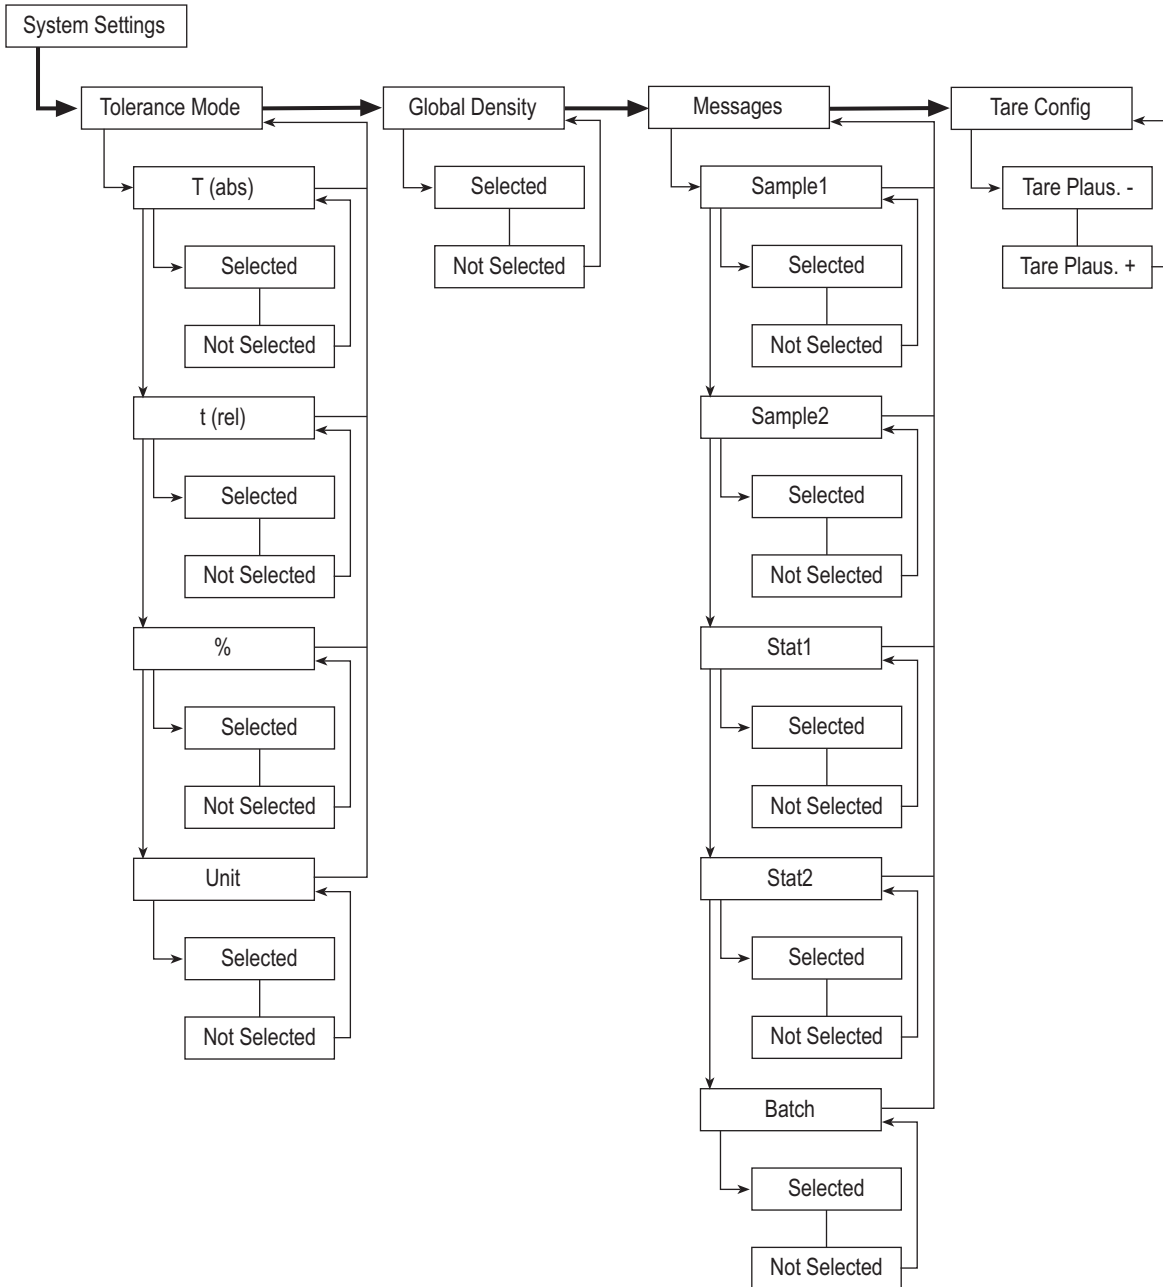 System Settings
Tolerance Mode
T (abs)
Selected
Not Selected
t (rel)
Selected
Not Selected
%
Selected
Not Selected
Unit
Selected
Not Selected
Global Density
Selected
Not Selected
Messages
Sample1
Selected
Not Selected
Sample2
Selected
Not Selected
Stat1
Selected
Not Selected
Stat2
Selected
Not Selected
Batch
Selected
Not Selected
Tare Config
Tare Plaus. -
Tare Plaus. +